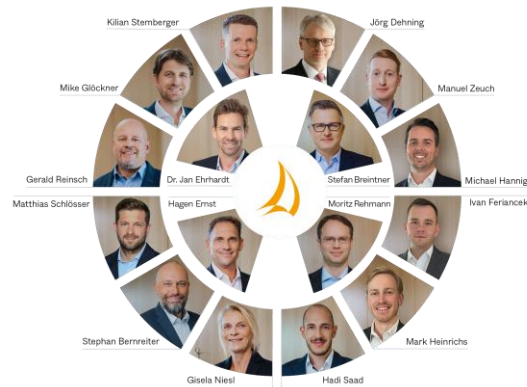 Kilian Stemberger
Jörg Dehning
Mike Glöckner
Manuel Zeuch
Gerald Reinsch
Dr. Jan Ehrhardt
Stefan Breintner
Michael Hannig
Matthias Schlösser
Hagen Ernst
Moritz Rehmann
Ivan Feriancek
Stephan Bernreiter
Mark Heinrichs
Gisela Niesl
Hadi Saad